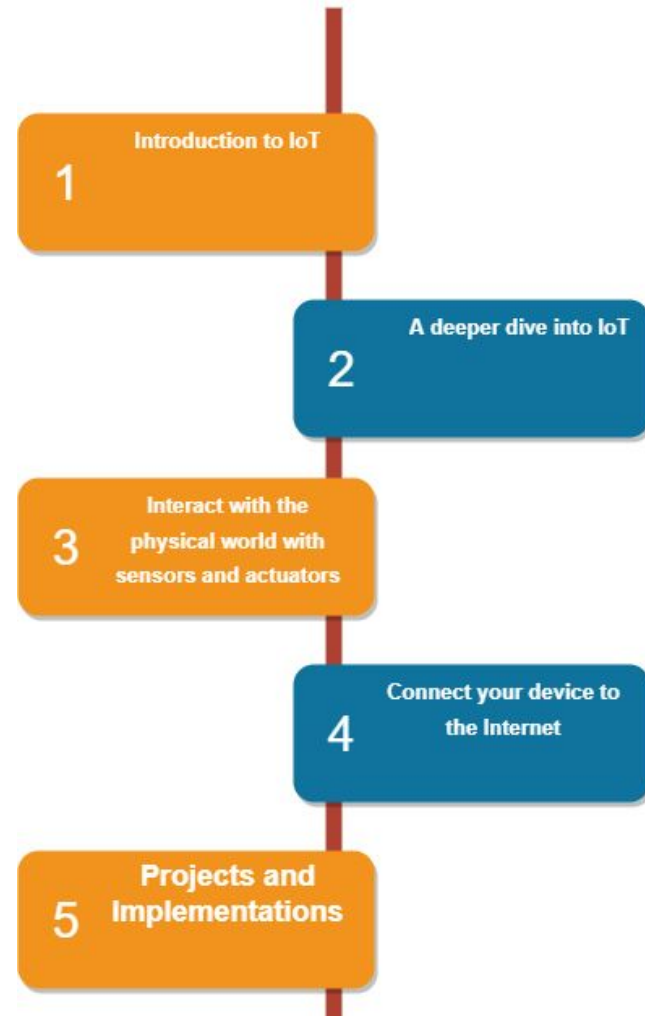 1
Introduction to IoT
2
A deeper dive into IoT
3
Interact with the
physical world with
sensors and actuators
4
Connect your device to
the Internet
5
Projects and
Implementations